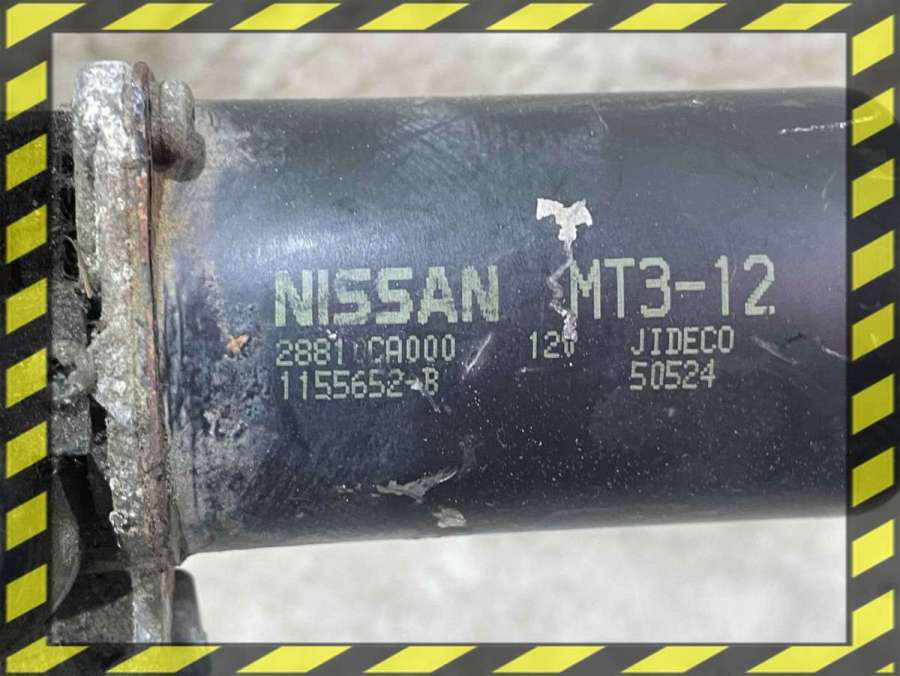 NISSAN MT3-12
28810CA000 12V JIDECO
1155652-B 50524